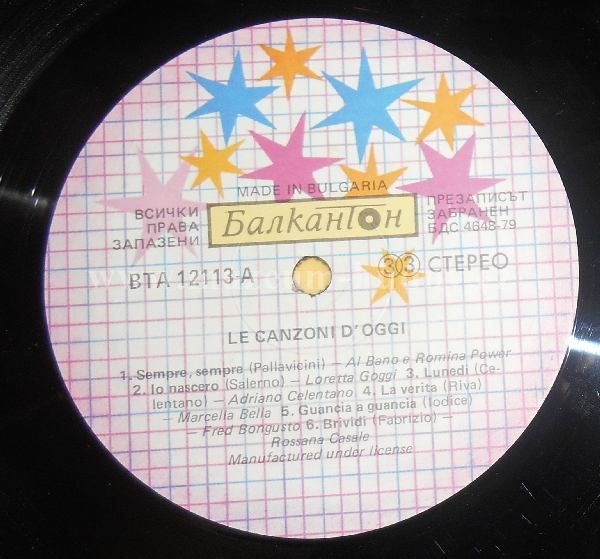 MADE IN BULGARIA
ВСИЧКИ
ПРАВА
ЗАПАЗЕНИ
Балкантон
ПРЕЗАПИСЪТ
ЗАБРАНЕН
БДС 4648-79
ВТА 12113-А
33 СТЕРЕО
LE CANZONI D'OGGI
1. Sempre, sempre (Pallavicini) – Al Bano e Romina Power
2. Io nascero (Salerno) – Loretta Goggi 3. Lunedi (Ce-
lentano) – Adriano Celentano 4. La verita (Riva)
– Marcella Bella 5. Guancia a guancia (Iodice)
– Fred Bongusto 6. Brividi (Fabrizio) –
Rossana Casale
Manufactured under license